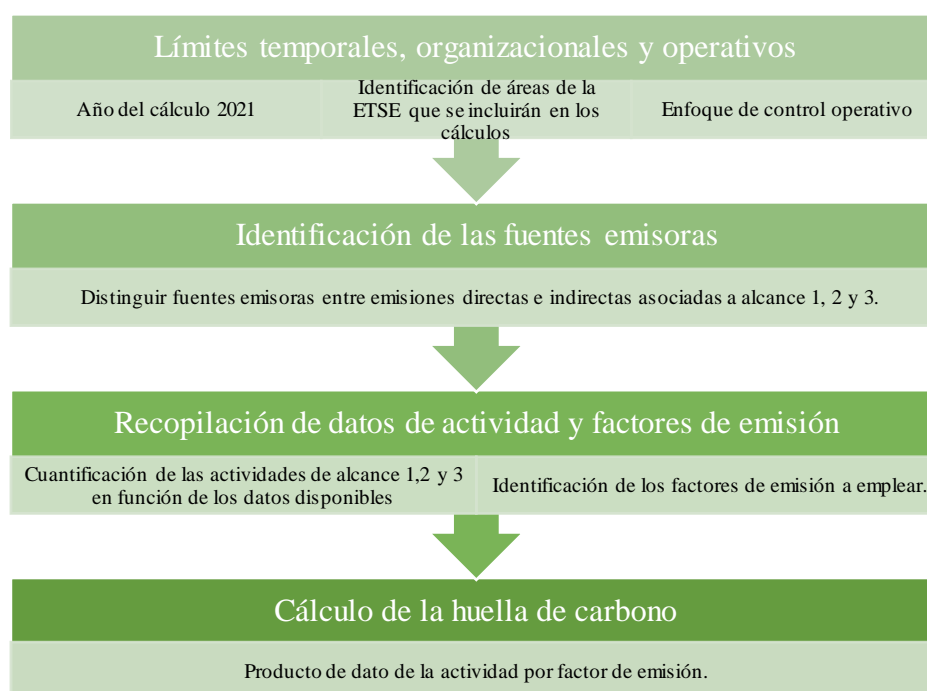 Límites temporales, organizacionales y operativos
Año del cálculo 2021
Identificación de áreas de la
ETSE que se incluirán en los
cálculos
Enfoque de control operativo
Identificación de las fuentes emisoras
Distinguir fuentes emisoras entre emisiones directas e indirectas asociadas a alcance 1, 2 y 3.
Recopilación de datos de actividad y factores de emisión
Cuantificación de las actividades de alcance 1,2 y 3
en función de los datos disponibles
Identificación de los factores de emisión a emplear.
Cálculo de la huella de carbono
Producto de dato de la actividad por factor de emisión.